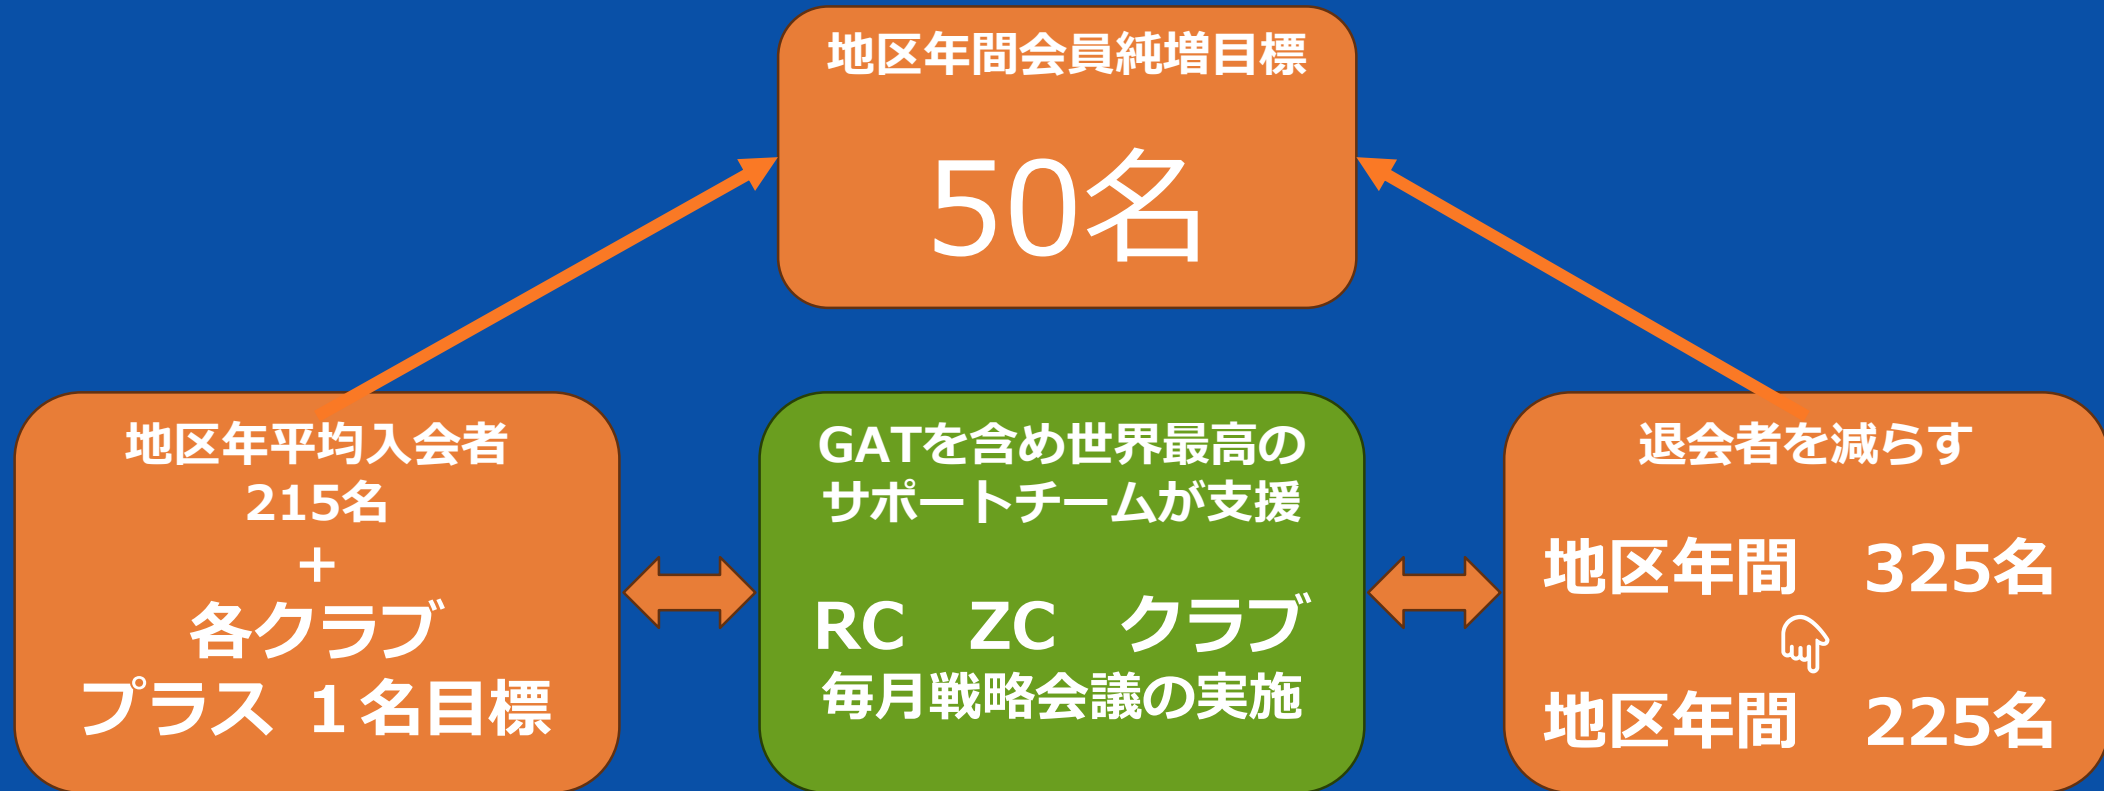 地区年間会員純増目標
50名
地区年平均入会者
215名
+
各クラブ
プラス １名目標
GATを含め世界最高の
サポートチームが支援
RC　ZC　クラブ
毎月戦略会議の実施
退会者を減らす
地区年間　325名
地区年間　225名